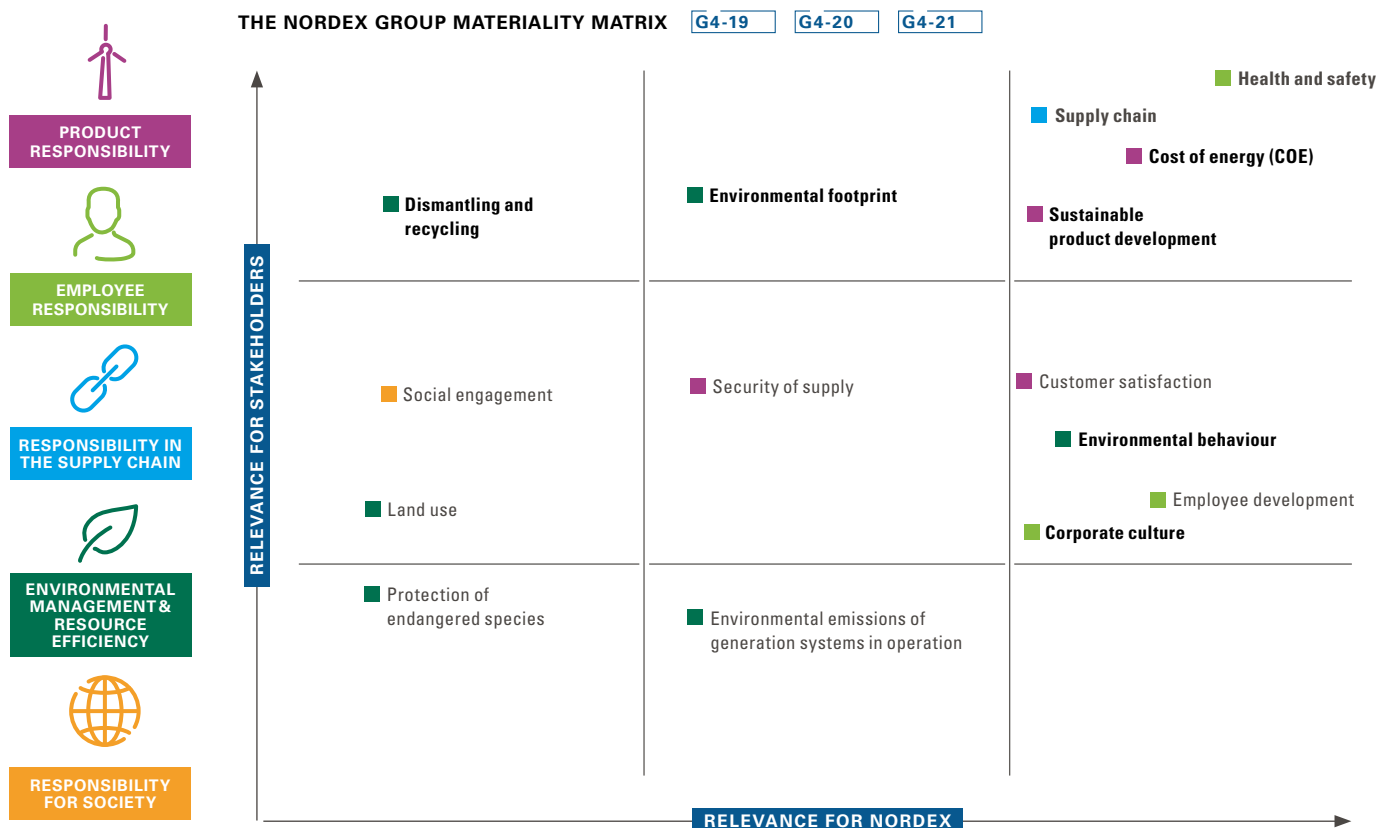 THE NORDEX GROUP MATERIALITY MATRIX
G4-19
G4-20
G4-21
PRODUCT
RESPONSIBILITY
EMPLOYEE
RESPONSIBILITY
RESPONSIBILITY IN
THE SUPPLY CHAIN
ENVIRONMENTAL
MANAGEMENT &
RESOURCE
EFFICIENCY
RESPONSIBILITY
FOR SOCIETY
RELEVANCE FOR STAKEHOLDERS
Health and safety
Supply chain
Cost of energy (COE)
Dismantling and
recycling
Environmental footprint
Sustainable
product development
Social engagement
Security of supply
Customer satisfaction
Environmental behaviour
Land use
Employee development
Corporate culture
Protection of
endangered species
Environmental emissions of
generation systems in operation
RELEVANCE FOR NORDEX